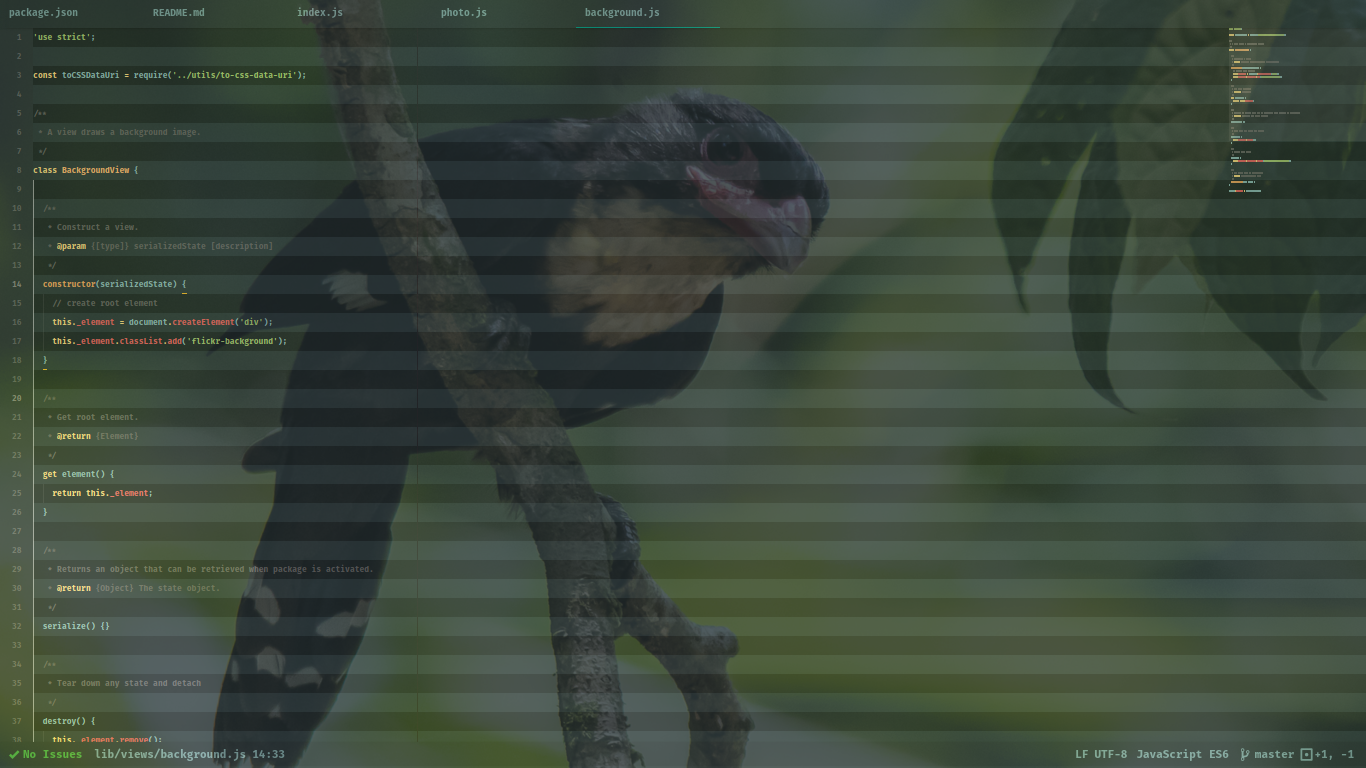 package.json README.md index.js photo.js background.js
1 'use strict';
2
3 const toCSSDataUri = require('../utils/to-css-data-uri');
4
5 /**
6 * A view draws a background image.
7 */
8 class BackgroundView {
9
10 /**
11 * Construct a view.
12 * @param {[type]} serializedState [description]
13 */
14 constructor(serializedState) {
15 // create root element
16 this._element = document.createElement('div');
17 this._element.classList.add('flickr-background');
18 }
19
20 /**
21 * Get root element.
22 * @return {Element}
23 */
24 get element() {
25 return this._element;
26 }
27
28 /**
29 * Returns an object that can be retrieved when package is activated.
30 * @return {Object} The state object.
31 */
32 serialize() {}
33
34 /**
35 * Tear down any state and detach
36 */
37 destroy() {
38 this._element.remove();
No Issues lib/views/background.js 14:33 LF UTF-8 JavaScript ES6 master +1, -1